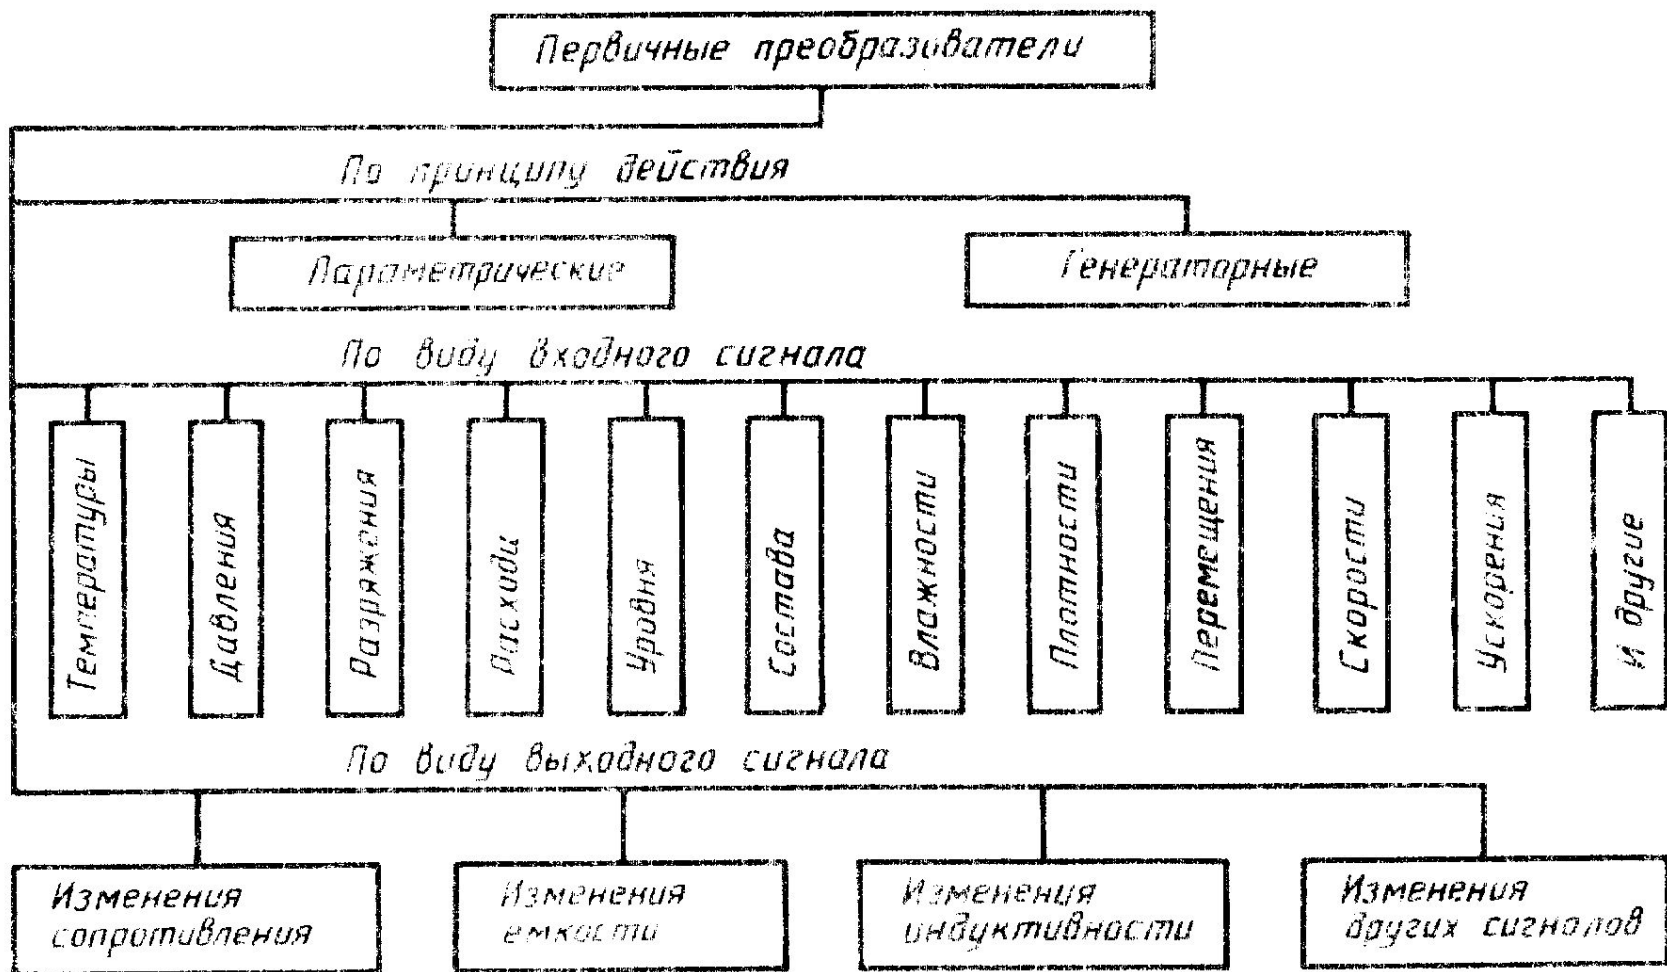 Первичные преобразователи
По принципу действия
Параметрические
Генераторные
По виду входного сигнала
Температуры
Давления
Разряжения
Расхода
Уровня
Состава
Влажности
Плотности
Перемещения
Скорости
Ускорения
И другие
По виду выходного сигнала
Изменения
сопротивления
Изменения
емкости
Изменения
индуктивности
Изменения
других сигналов